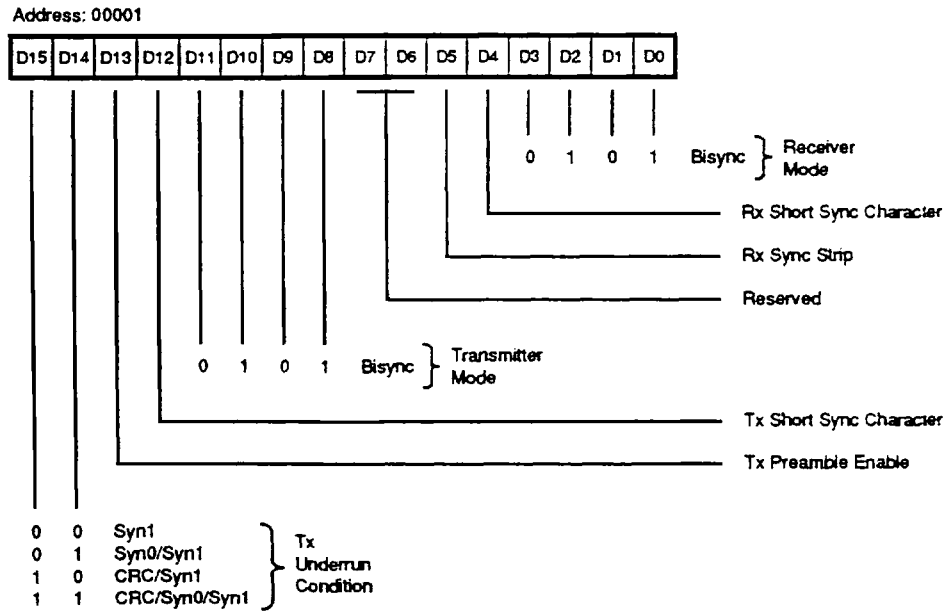 Address: 00001
D15 D14 D13 D12 D11 D10 D9 D8 D7 D6 D5 D4 D3 D2 D1 D0
0 1 0 1 Bisync Receiver
Mode
Rx Short Sync Character
Rx Sync Strip
Reserved
0 1 0 1 Bisync Transmitter
Mode
Tx Short Sync Character
Tx Preamble Enable
0 0 Syn1
0 1 Syn0/Syn1
1 0 CRC/Syn1
1 1 CRC/Syn0/Syn1
Tx
Underrun
Condition